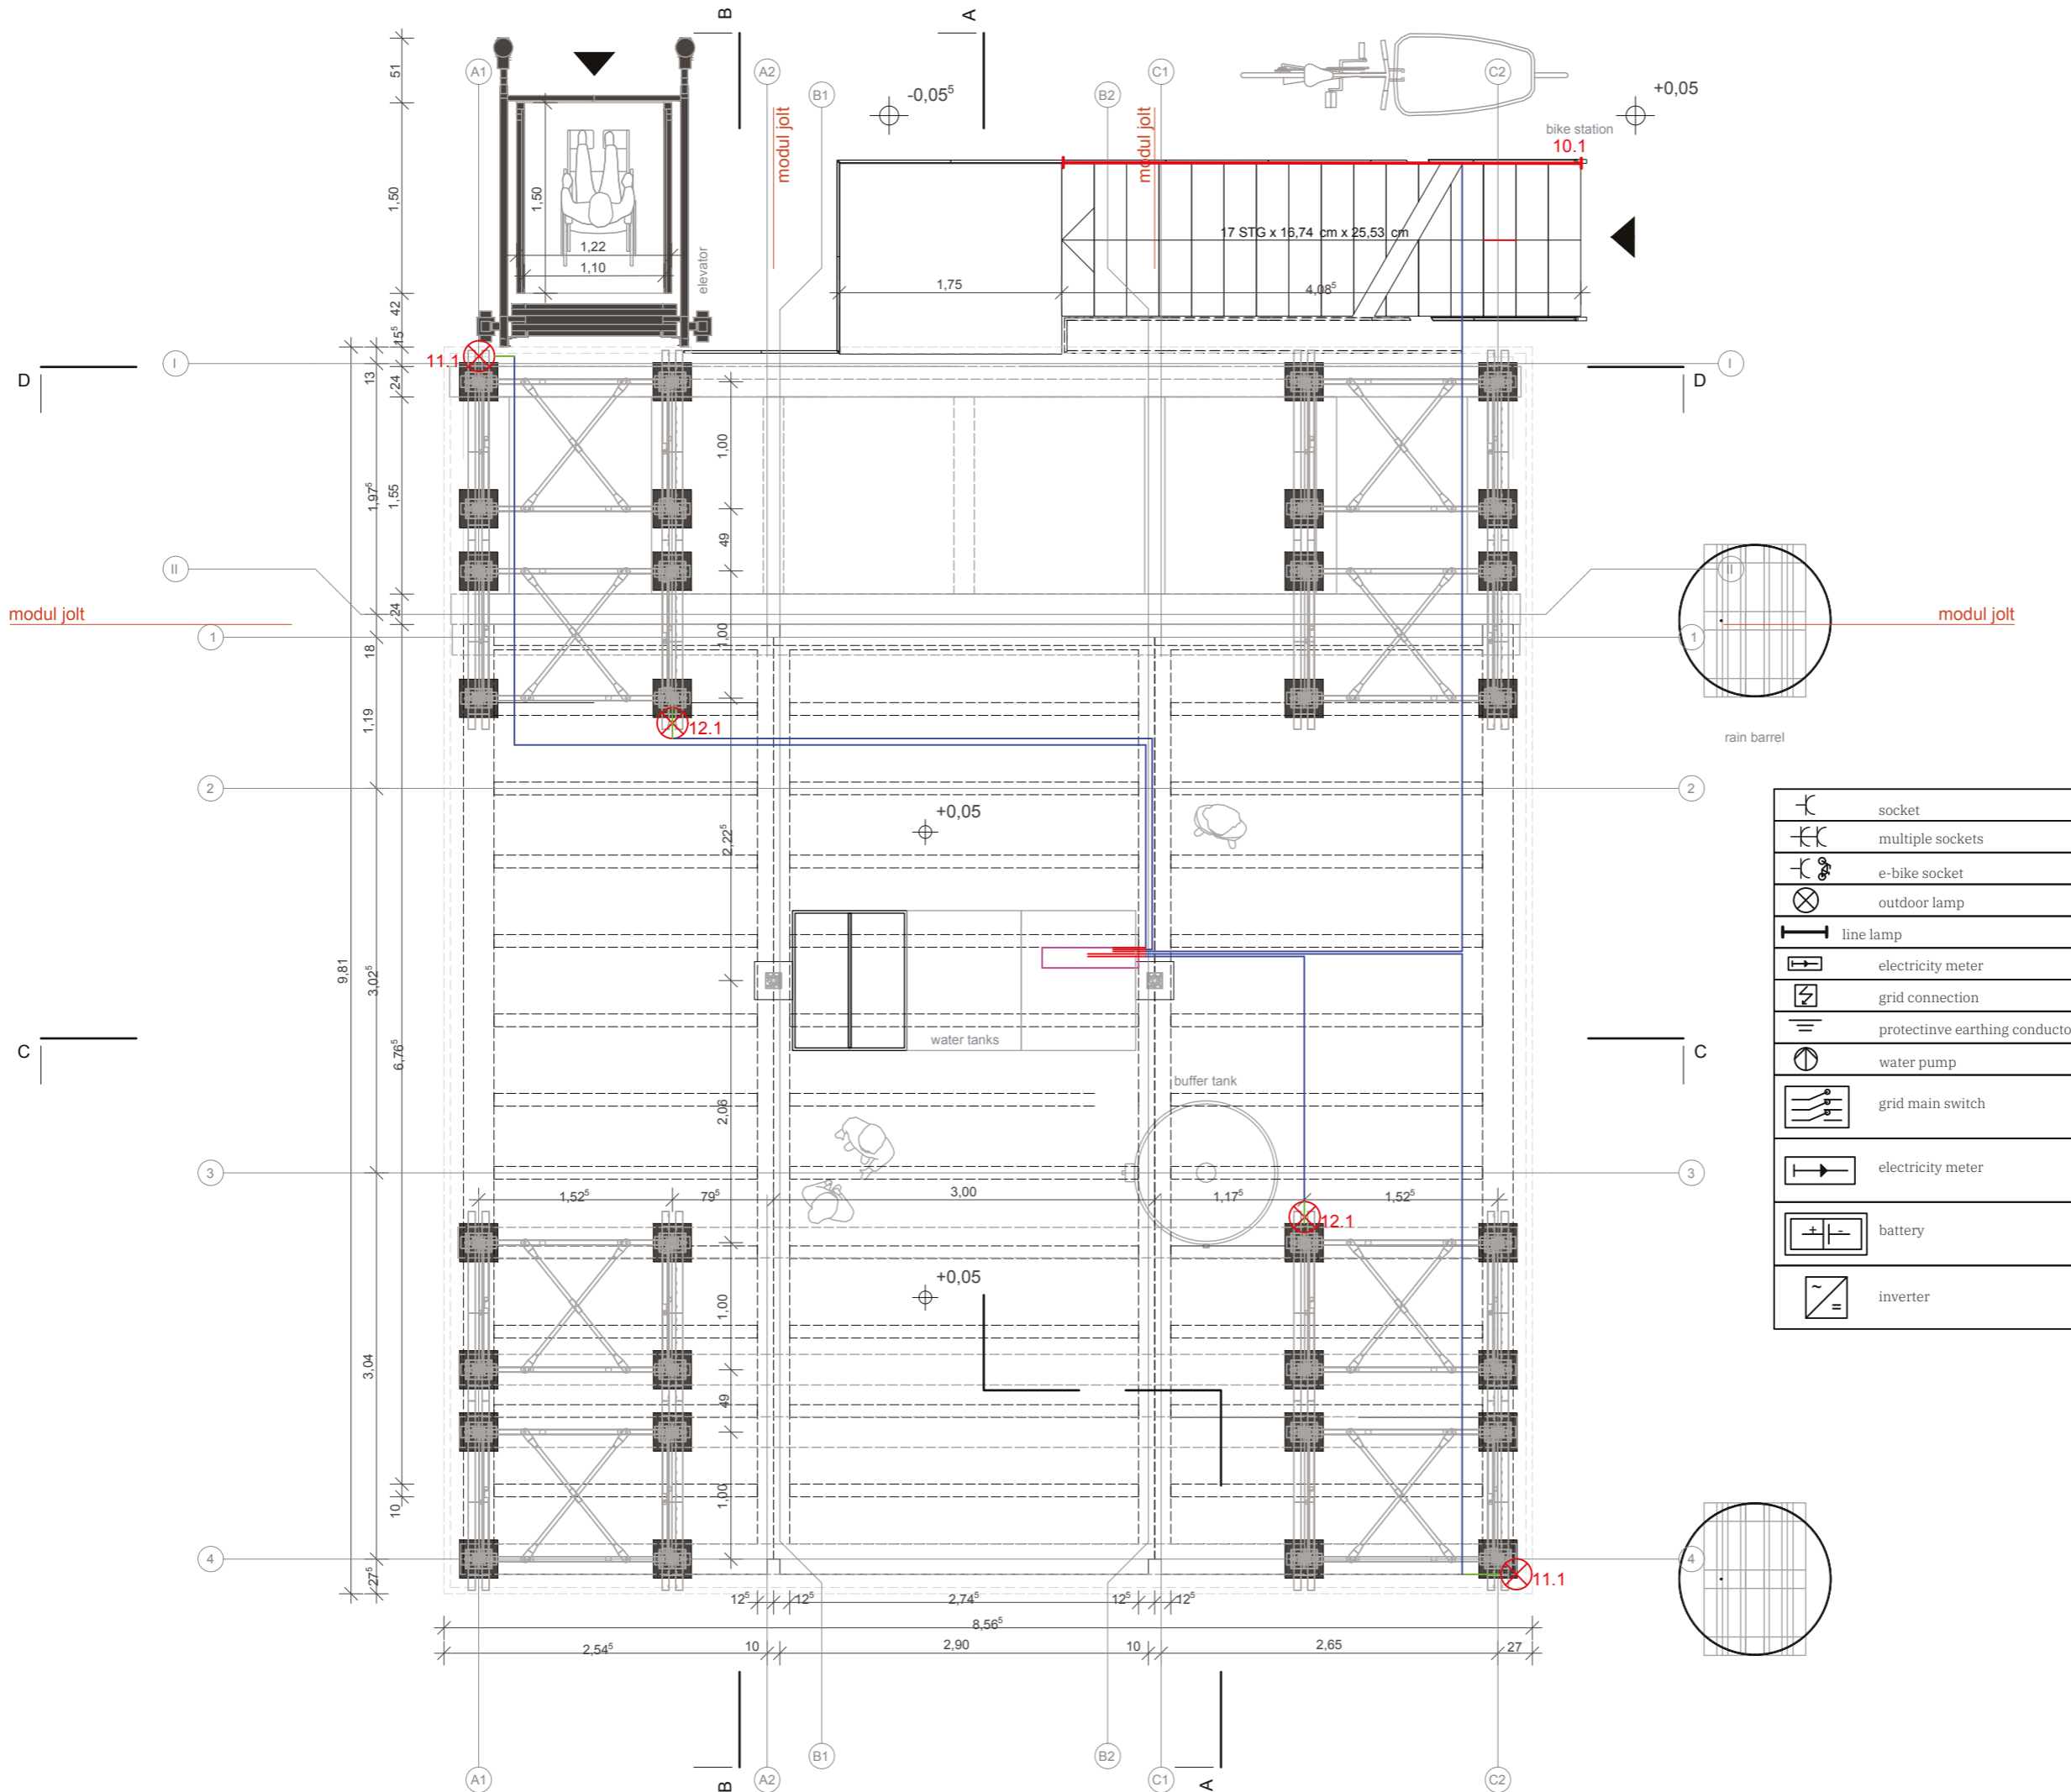 B
A
A1
A2
B1
-0,05⁵
B2
C1
C2
+0,05
bike station
10.1
modul jolt
modul jolt
51
1,50
42
15⁵
1,50
1,22
1,10
elevator
17 STG x 16,74 cm x 25,53 cm
1,75
4,08⁵
11.1
D
I
I
D
13
24
1,97⁵
1,55
24
1,00
49
1,00
II
II
modul jolt
modul jolt
1
1
18
1,19
12.1
rain barrel
2
2
+0,05
2,22⁵
9,81
3,02⁵
6,76⁵
water tanks
C
C
buffer tank
2,06
3
3
1,52⁵
79⁵
3,00
1,17⁵
1,52⁵
12.1
+0,05
1,00
49
1,00
3,04
10
27⁵
4
4
11.1
12⁵
12⁵
2,74⁵
12⁵
12⁵
8,56⁵
2,54⁵
10
2,90
10
2,65
27
B1
B2
A1
B
A2
C1
A
C2
socket
multiple sockets
e-bike socket
outdoor lamp
line lamp
electricity meter
grid connection
protectinve earthing conducto
water pump
grid main switch
electricity meter
battery
inverter